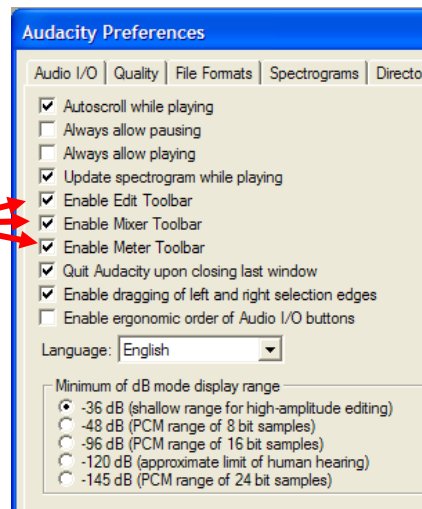 Audacity Preferences
Audio I/O Quality File Formats Spectrograms Directo
Autoscroll while playing
Always allow pausing
Always allow playing
Update spectrogram while playing
Enable Edit Toolbar
Enable Mixer Toolbar
Enable Meter Toolbar
Quit Audacity upon closing last window
Enable dragging of left and right selection edges
Enable ergonomic order of Audio I/O buttons
Language: English
Minimum of dB mode display range
-36 dB (shallow range for high-amplitude editing)
-48 dB (PCM range of 8 bit samples)
-96 dB (PCM range of 16 bit samples)
-120 dB (approximate limit of human hearing)
-145 dB (PCM range of 24 bit samples)